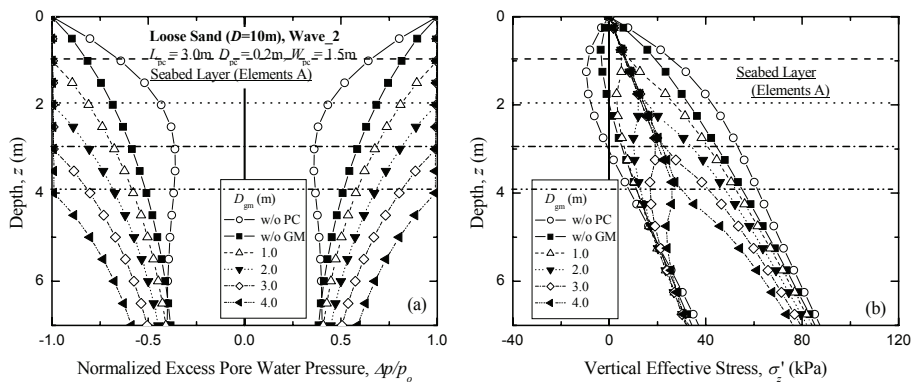 0
2
4
6
Depth, z (m)
-1.0
-0.5
0.0
0.5
1.0
Normalized Excess Pore Water Pressure, Δp/p₀
Loose Sand (D=10m), Wave_2
L_pc = 3.0m, D_pc = 0.2m, W_pc = 1.5m
Seabed Layer (Elements A)
D_gm (m)
w/o PC
w/o GM
1.0
2.0
3.0
4.0
(a)
0
2
4
6
Depth, z (m)
-40
0
40
80
120
Vertical Effective Stress, σ_z' (kPa)
Seabed Layer
(Elements A)
D_gm (m)
w/o PC
w/o GM
1.0
2.0
3.0
4.0
(b)